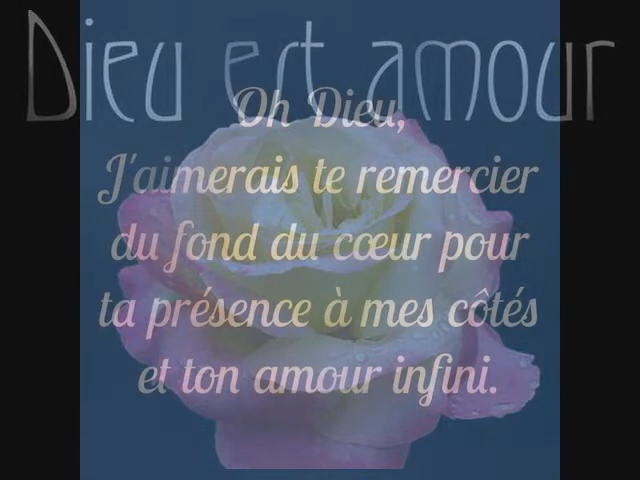 Dieu est amour
Oh Dieu,
J'aimerais te remercier
du fond du cœur pour
ta présence à mes côtés
et ton amour infini.